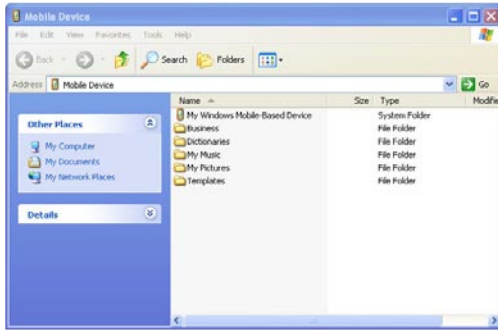 Mobile Device
File Edit View Favorites Tools Help
Back Search Folders
Address Mobile Device Go
Name Size Type Modifie
My Windows Mobile-Based Device System Folder
Business File Folder
Dictionaries File Folder
My Music File Folder
My Pictures File Folder
Templates File Folder
Other Places
My Computer
My Documents
My Network Places
Details